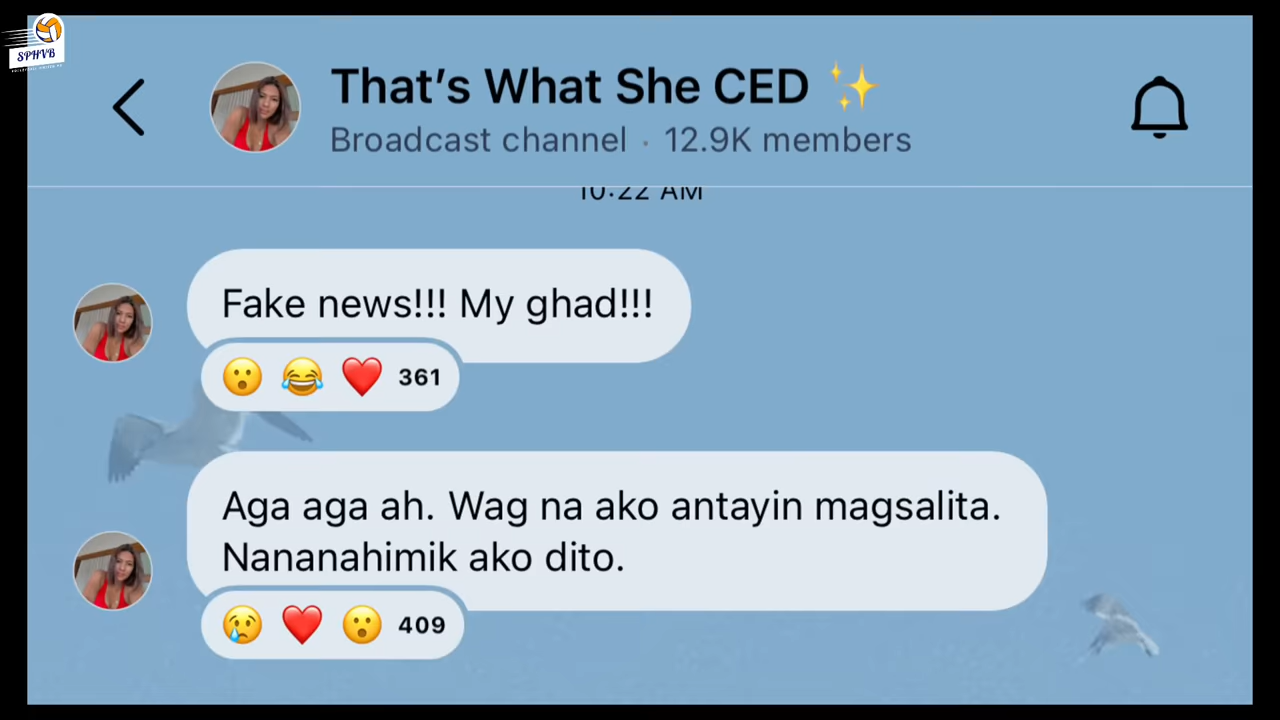 SPHVB
That's What She CED ✨
Broadcast channel · 12.9K members
10:22 AM
Fake news!!! My ghad!!!
😮 😂 ❤️ 361
Aga aga ah. Wag na ako antayin magsalita.
Nananahimik ako dito.
😢 ❤️ 😮 409